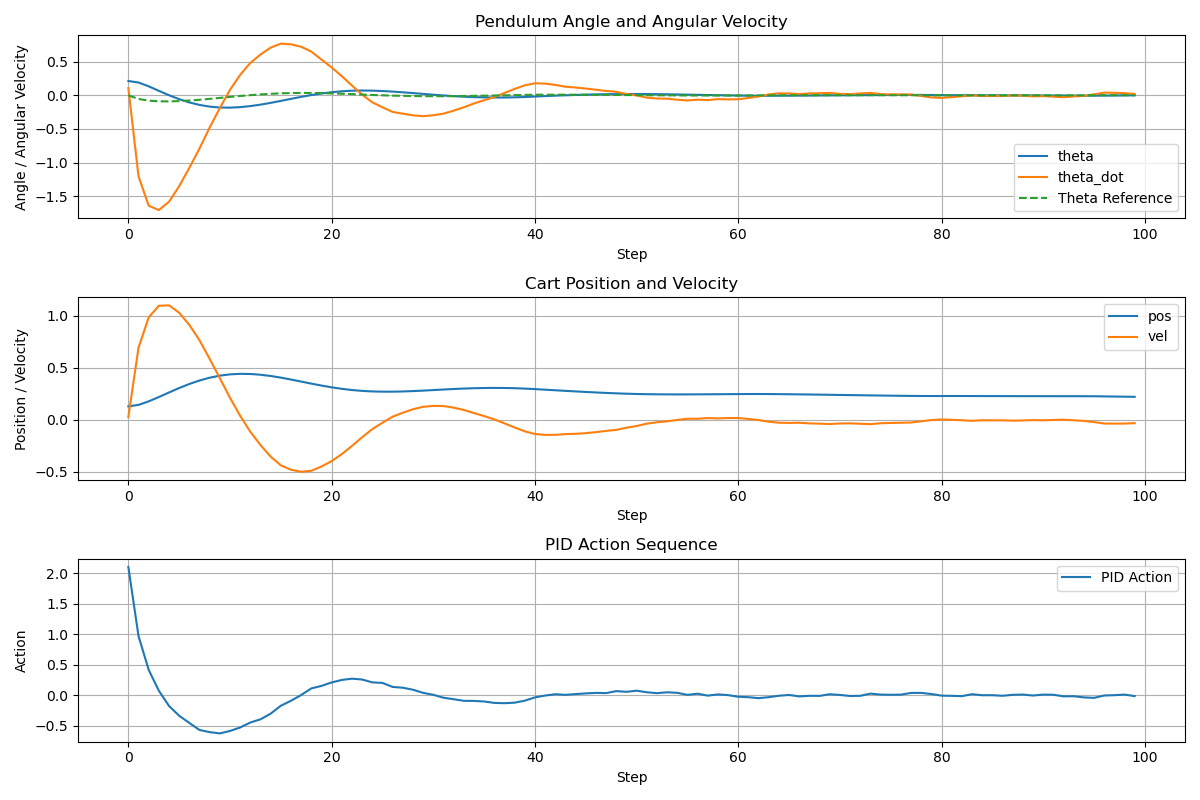 Pendulum Angle and Angular Velocity
Angle / Angular Velocity
0.5
0.0
−0.5
−1.0
−1.5
theta
theta_dot
Theta Reference
0 20 40 60 80 100
Step
Cart Position and Velocity
Position / Velocity
1.0
0.5
0.0
−0.5
pos
vel
0 20 40 60 80 100
Step
PID Action Sequence
Action
2.0
1.5
1.0
0.5
0.0
−0.5
PID Action
0 20 40 60 80 100
Step